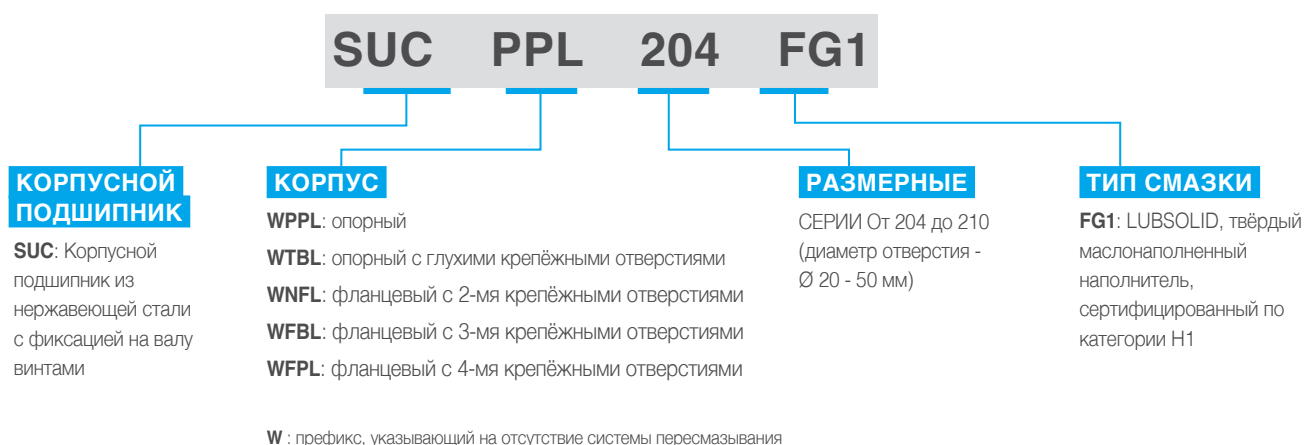 SUC PPL 204 FG1
КОРПУСНОЙ
ПОДШИПНИК
SUC: Корпусной
подшипник из
нержавеющей стали
с фиксацией на валу
винтами
КОРПУС
WPPL: опорный
WTBL: опорный с глухими крепёжными отверстиями
WNFL: фланцевый с 2-мя крепёжными отверстиями
WFBL: фланцевый с 3-мя крепёжными отверстиями
WFPL: фланцевый с 4-мя крепёжными отверстиями
W : префикс, указывающий на отсутствие системы пересмазывания
РАЗМЕРНЫЕ
СЕРИИ От 204 до 210
(диаметр отверстия -
Ø 20 - 50 мм)
ТИП СМАЗКИ
FG1: LUBSOLID, твёрдый
маслонаполненный
наполнитель,
сертифицированный по
категории H1